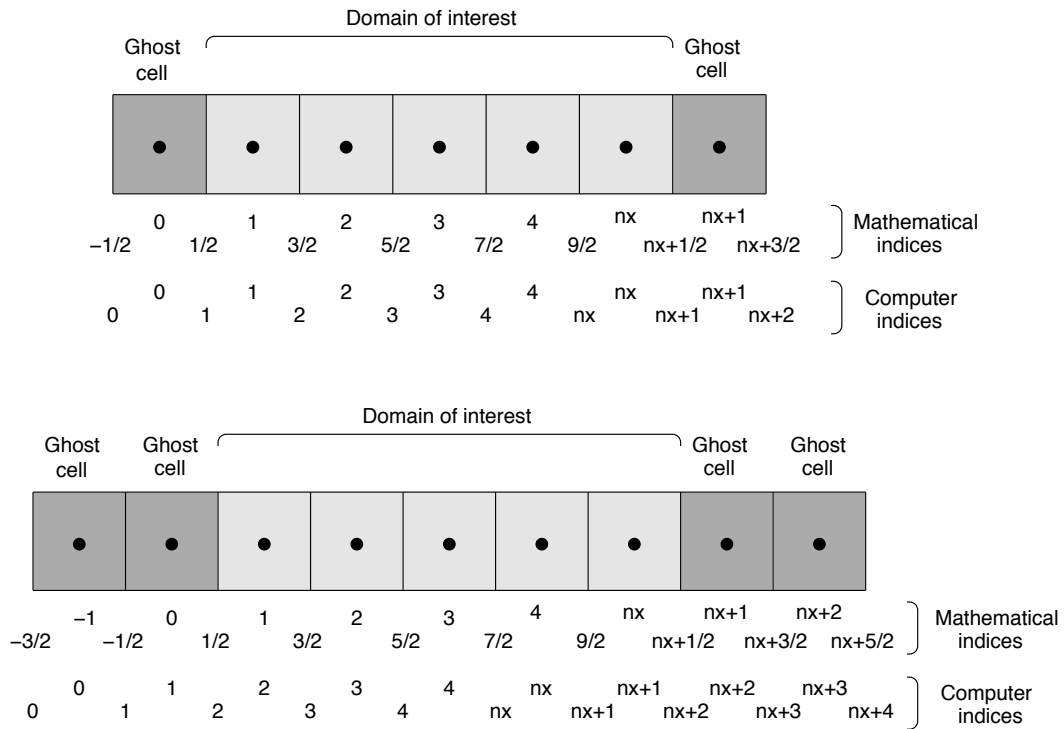 Domain of interest
Ghost cell
Ghost cell
0 1 2 3 4 nx nx+1
−1/2 1/2 3/2 5/2 7/2 9/2 nx+1/2 nx+3/2
Mathematical indices
0 1 2 3 4 nx nx+1
0 1 2 3 4 nx nx+1 nx+2
Computer indices
Domain of interest
Ghost cell
Ghost cell
Ghost cell
Ghost cell
−1 0 1 2 3 4 nx nx+1 nx+2
−3/2 −1/2 1/2 3/2 5/2 7/2 9/2 nx+1/2 nx+3/2 nx+5/2
Mathematical indices
0 1 2 3 4 nx nx+1 nx+2 nx+3
0 1 2 3 4 nx nx+1 nx+2 nx+3 nx+4
Computer indices